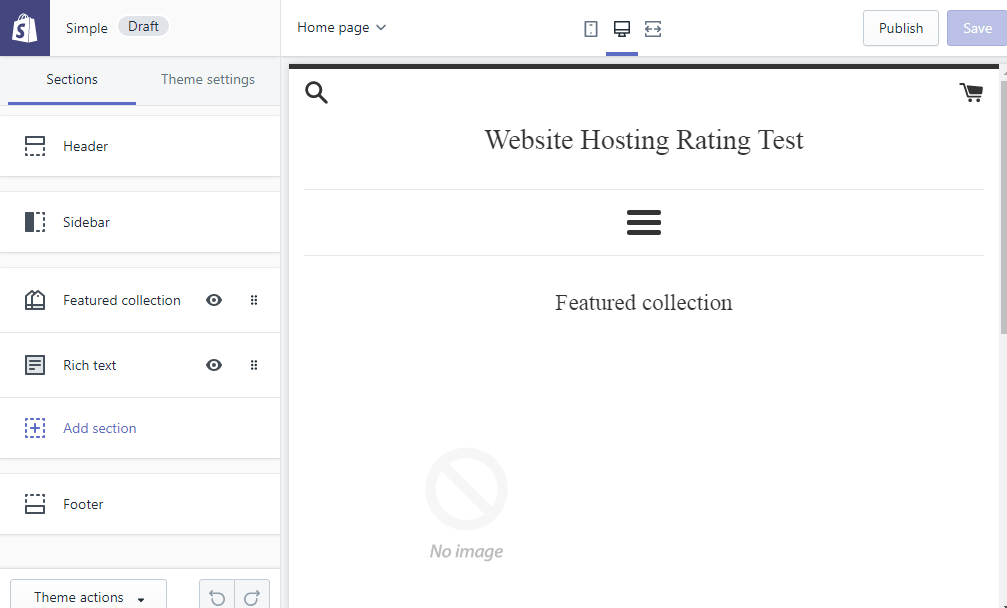 Simple
Draft
Home page
Publish
Save
Sections
Theme settings
Header
Sidebar
Featured collection
Rich text
Add section
Footer
Theme actions
Website Hosting Rating Test
Featured collection
No image